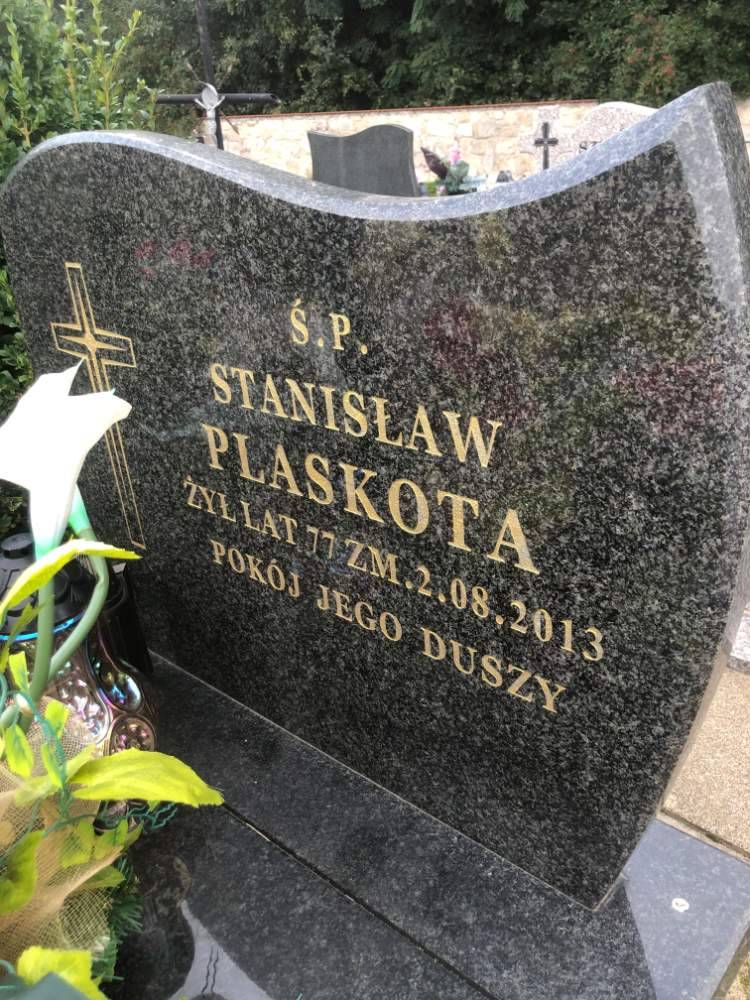 Ś.P.
STANISŁAW
PLASKOTA
ŻYŁ LAT 77 ZM.2.08.2013
POKÓJ JEGO DUSZY